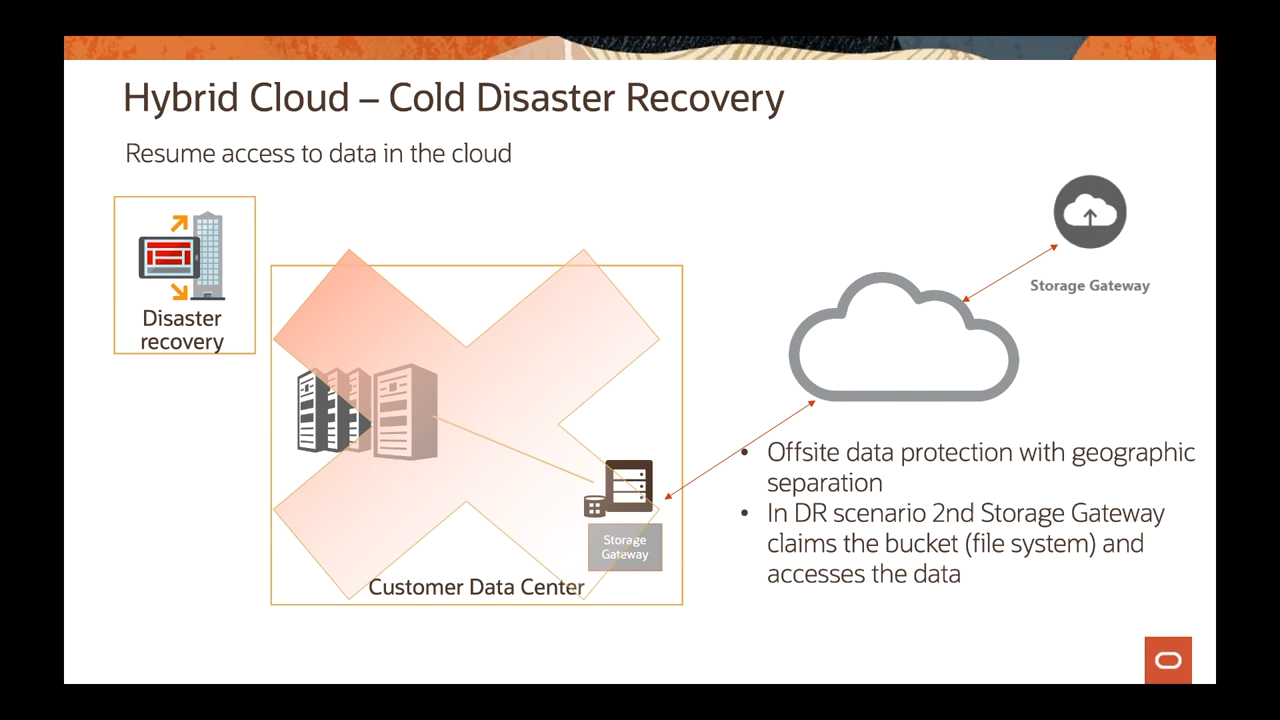 Hybrid Cloud – Cold Disaster Recovery
Resume access to data in the cloud
Disaster
recovery
Storage Gateway
Storage
Gateway
Customer Data Center
• Offsite data protection with geographic
separation
• In DR scenario 2nd Storage Gateway
claims the bucket (file system) and
accesses the data